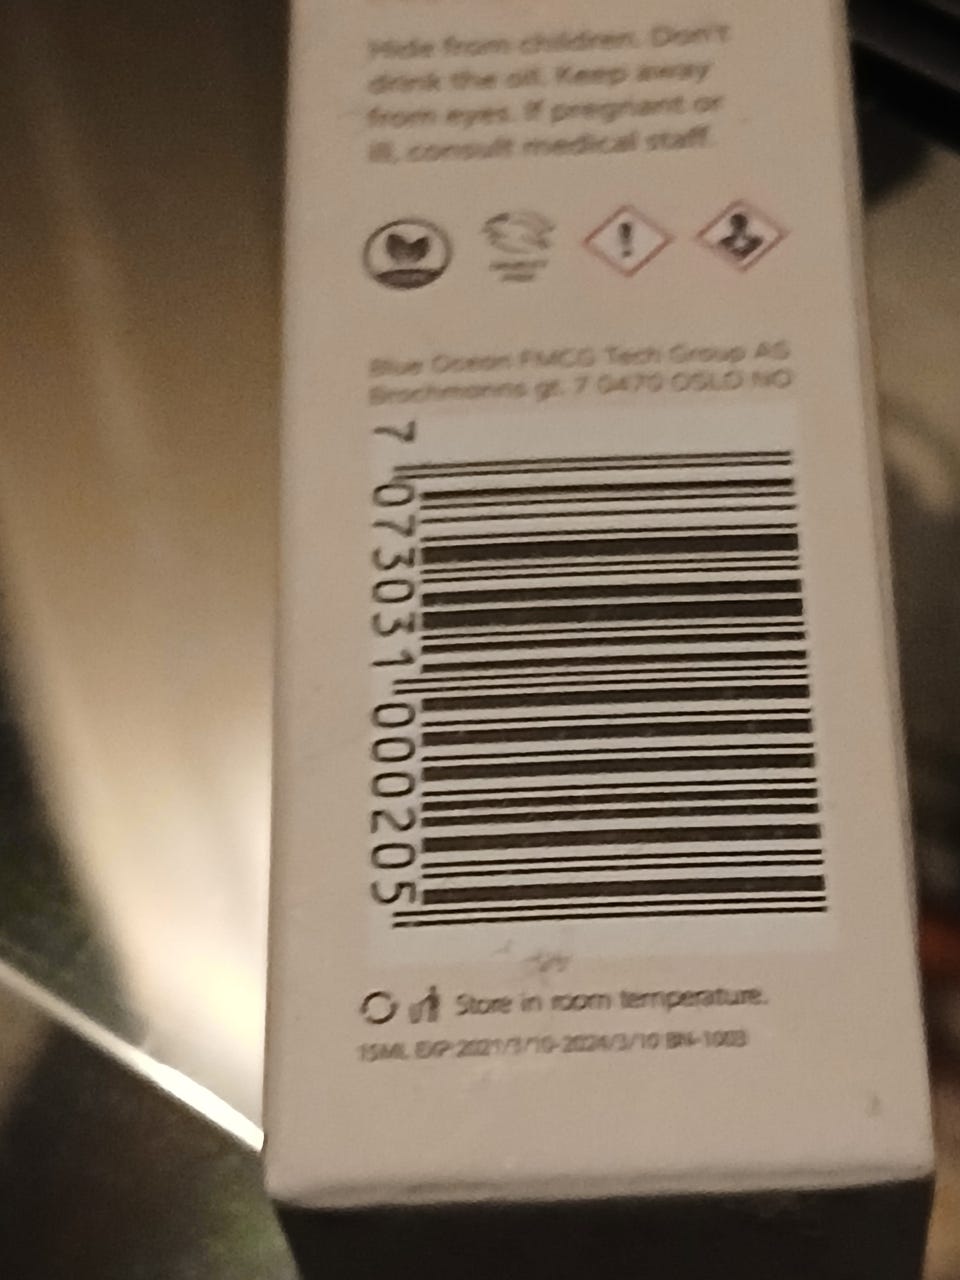 Hide from children. Don't
drink the oil. Keep away
from eyes. If pregnant or
ill, consult medical staff.
Blue Ocean FMCG Tech Group AS
Brochmanns gt. 7 0470 OSLO NO
7 073031 000205
Store in room temperature.
15ML EXP 2021/3/10-2024/3/10 BN-1003